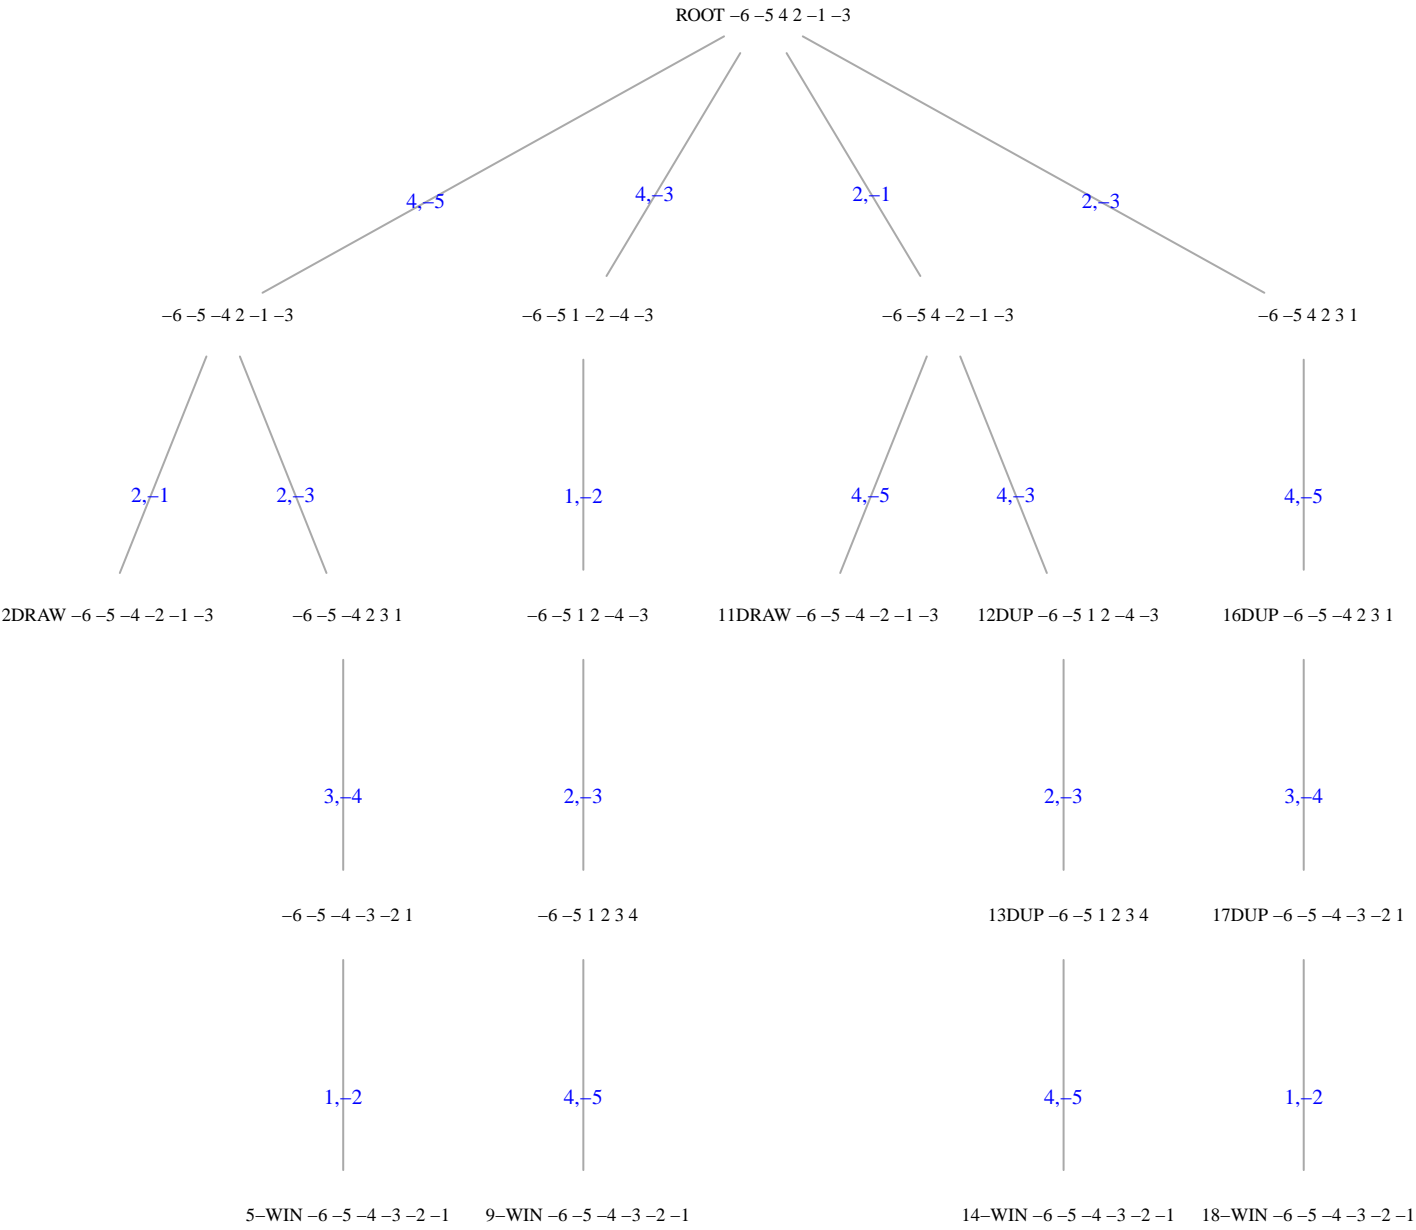 ROOT –6 –5 4 2 –1 –3
4,–5
4,–3
2,–1
2,–3
–6 –5 –4 2 –1 –3
–6 –5 1 –2 –4 –3
–6 –5 4 –2 –1 –3
–6 –5 4 2 3 1
2,–1
2,–3
1,–2
4,–5
4,–3
4,–5
2DRAW –6 –5 –4 –2 –1 –3
–6 –5 –4 2 3 1
–6 –5 1 2 –4 –3
11DRAW –6 –5 –4 –2 –1 –3
12DUP –6 –5 1 2 –4 –3
16DUP –6 –5 –4 2 3 1
3,–4
2,–3
2,–3
3,–4
–6 –5 –4 –3 –2 1
–6 –5 1 2 3 4
13DUP –6 –5 1 2 3 4
17DUP –6 –5 –4 –3 –2 1
1,–2
4,–5
4,–5
1,–2
5–WIN –6 –5 –4 –3 –2 –1
9–WIN –6 –5 –4 –3 –2 –1
14–WIN –6 –5 –4 –3 –2 –1
18–WIN –6 –5 –4 –3 –2 –1